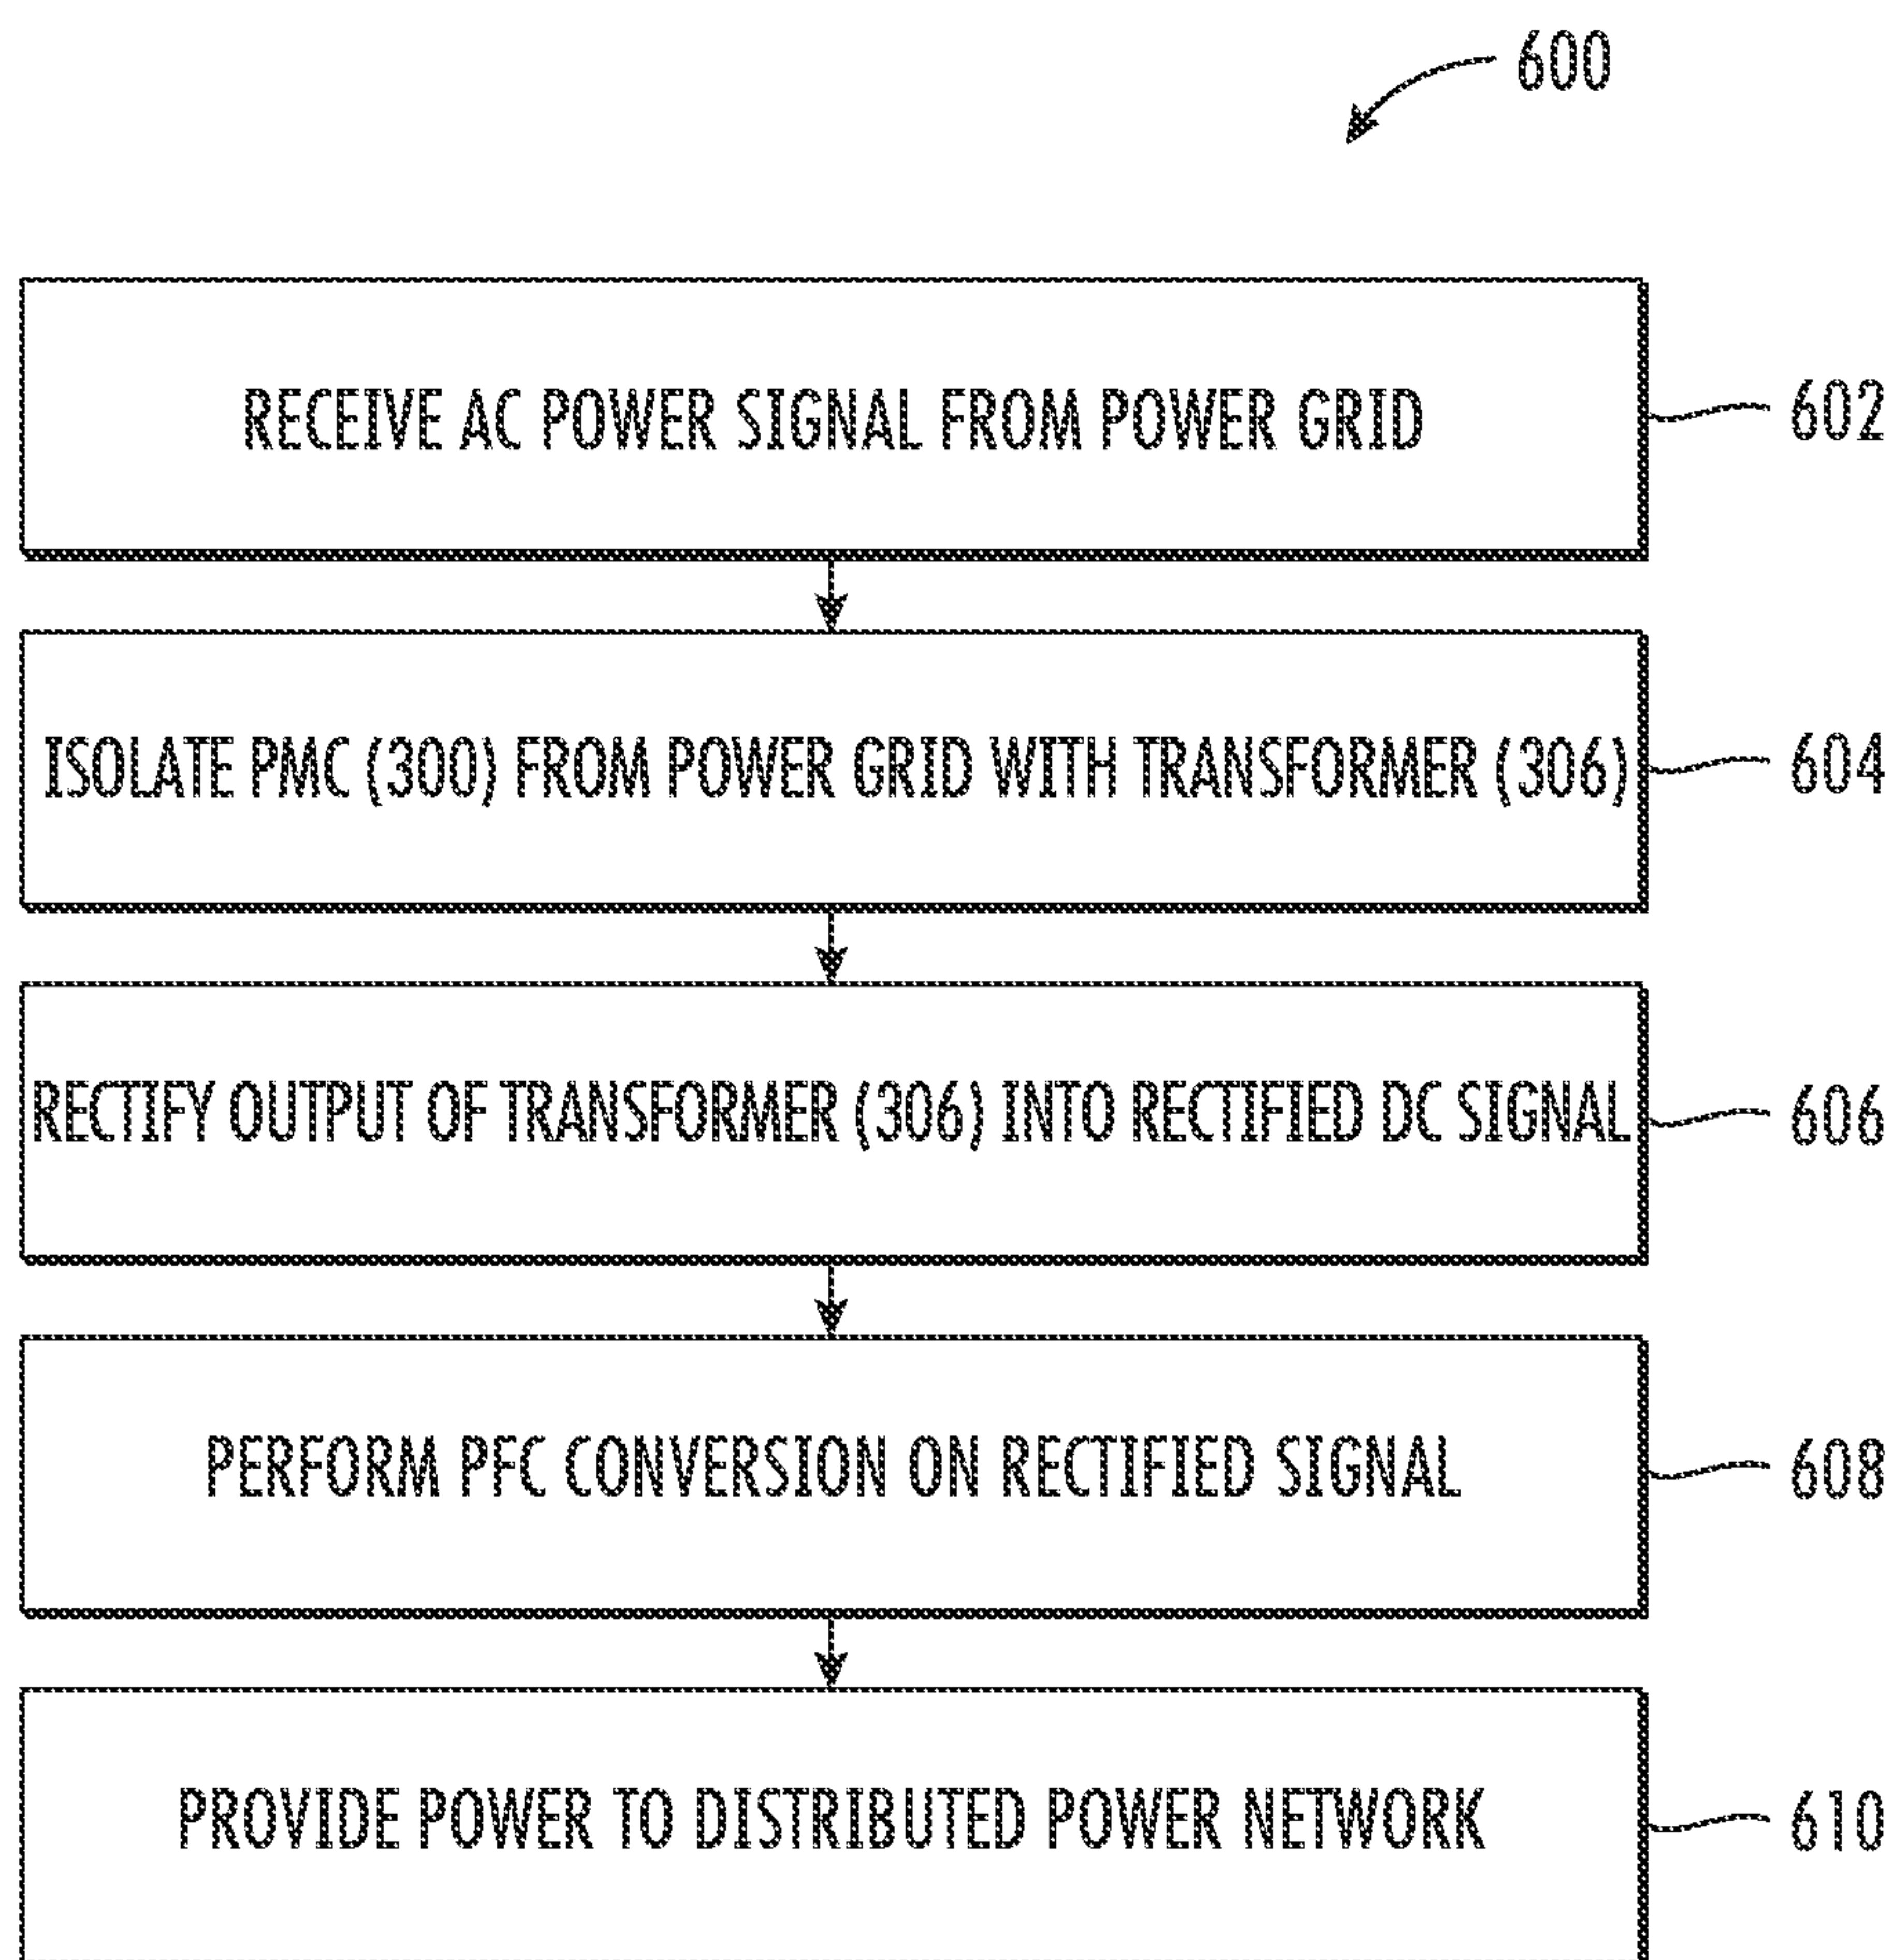 600
RECEIVE AC POWER SIGNAL FROM POWER GRID
602
ISOLATE PMC (300) FROM POWER GRID WITH TRANSFORMER (306)
604
RECTIFY OUTPUT OF TRANSFORMER (306) INTO RECTIFIED DC SIGNAL
606
PERFORM PFC CONVERSION ON RECTIFIED SIGNAL
608
PROVIDE POWER TO DISTRIBUTED POWER NETWORK
610